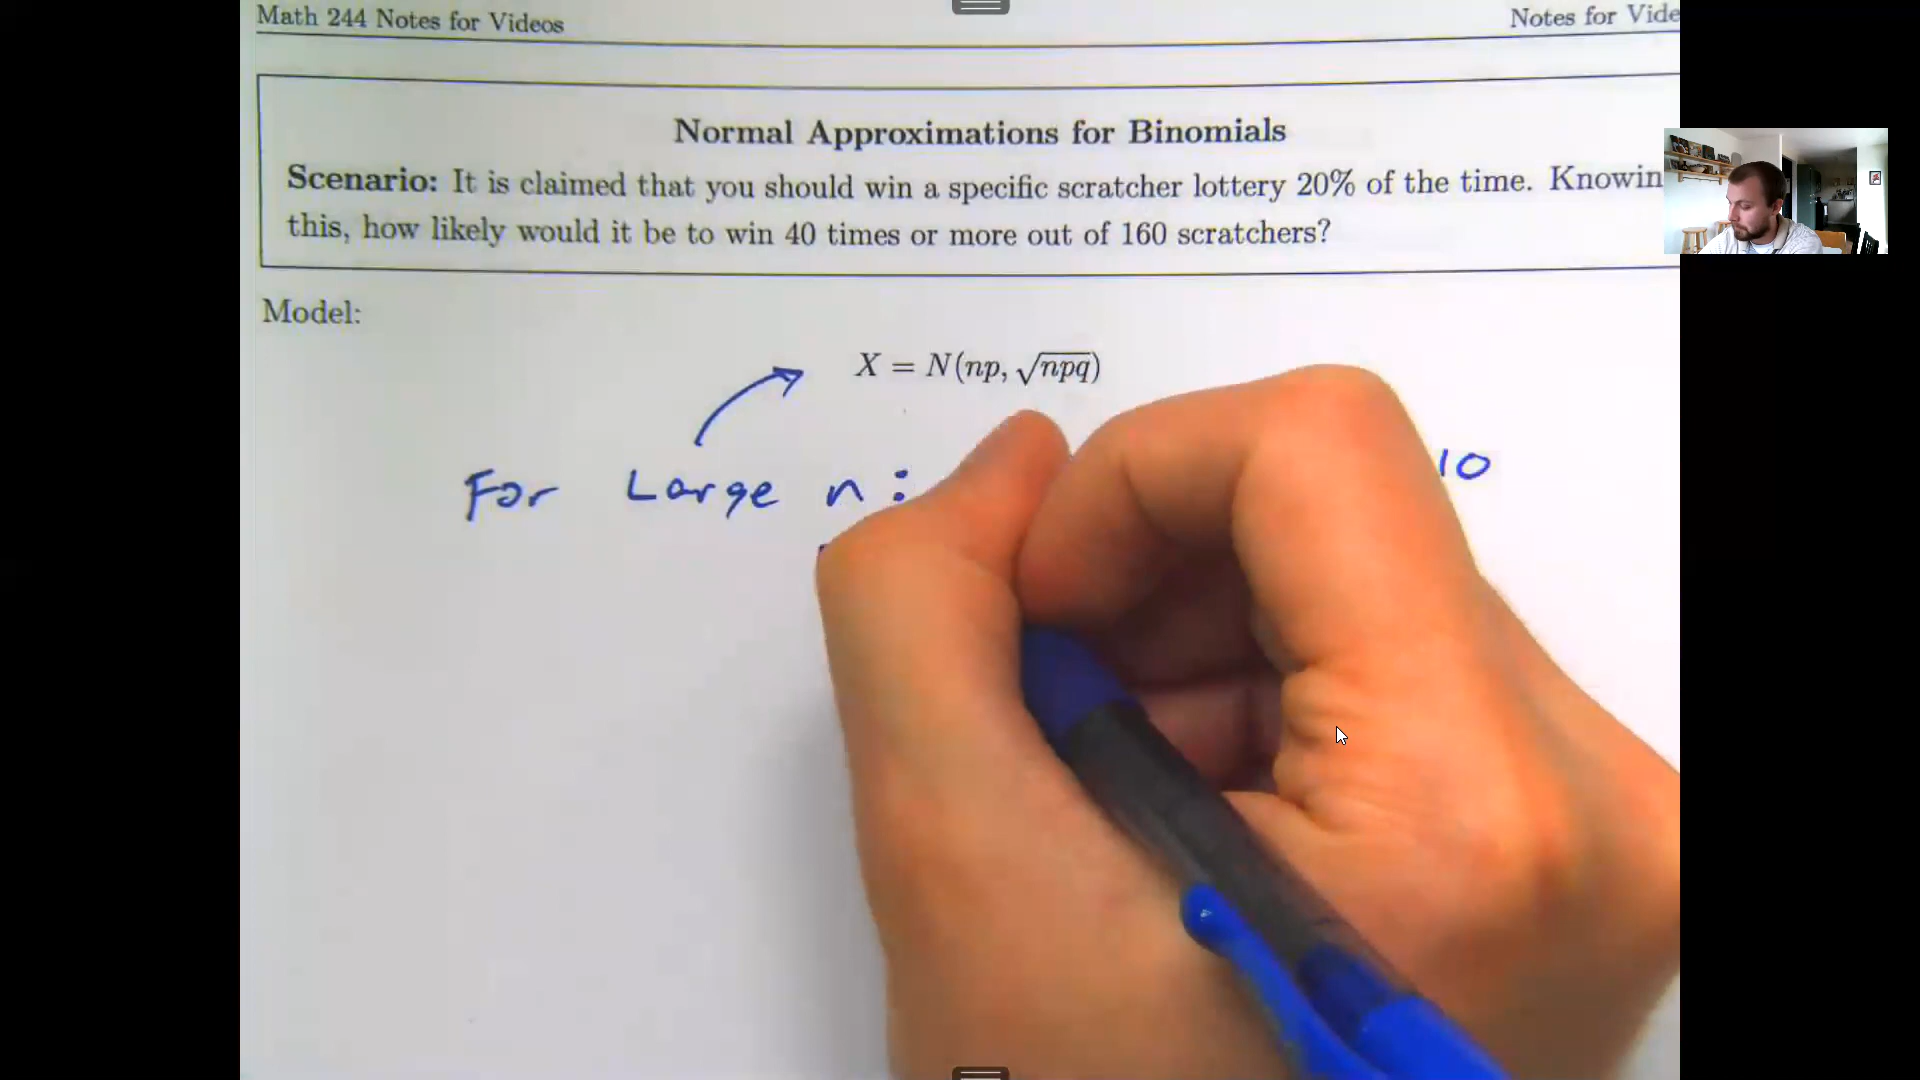 Math 244 Notes for Videos
Notes for Vide
Normal Approximations for Binomials
Scenario: It is claimed that you should win a specific scratcher lottery 20% of the time. Knowin
this, how likely would it be to win 40 times or more out of 160 scratchers?
Model:
X = N(np, √npq)
For Large n:
10